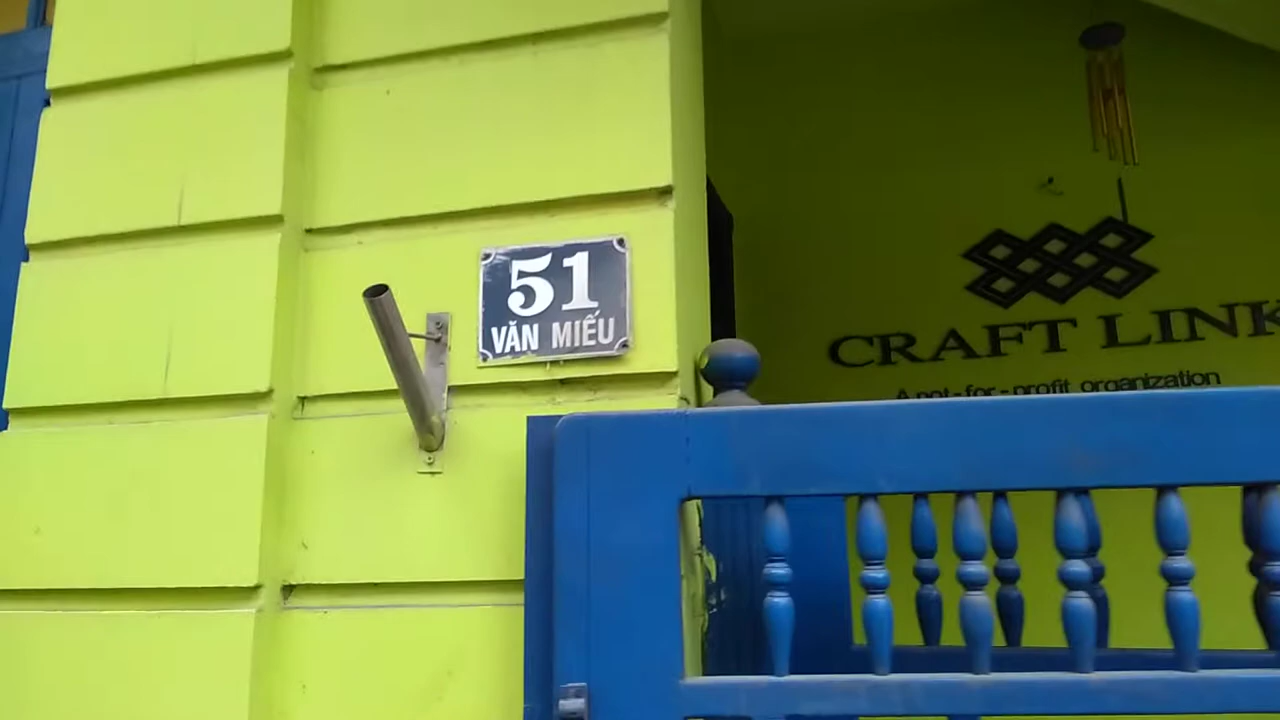 51
VĂN MIẾU
CRAFT LINK
A not - for - profit organization